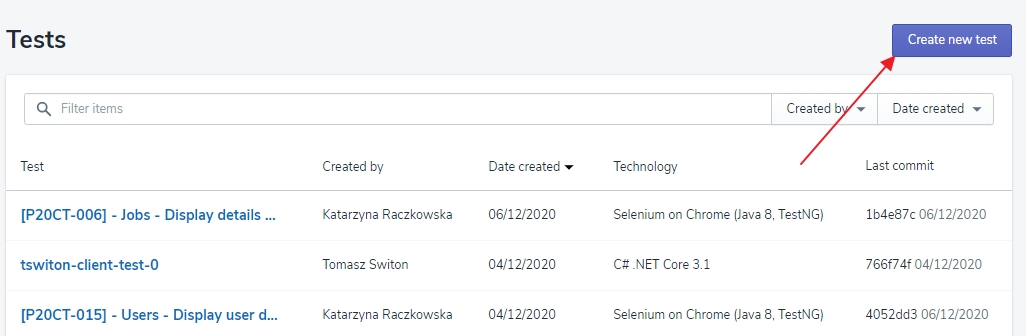 Tests
Create new test
Filter items Created by Date created
Test Created by Date created Technology Last commit
[P20CT-006] - Jobs - Display details ... Katarzyna Raczkowska 06/12/2020 Selenium on Chrome (Java 8, TestNG) 1b4e87c 06/12/2020
tswiton-client-test-0 Tomasz Switon 04/12/2020 C# .NET Core 3.1 766f74f 04/12/2020
[P20CT-015] - Users - Display user d... Katarzyna Raczkowska 04/12/2020 Selenium on Chrome (Java 8, TestNG) 4052dd3 06/12/2020